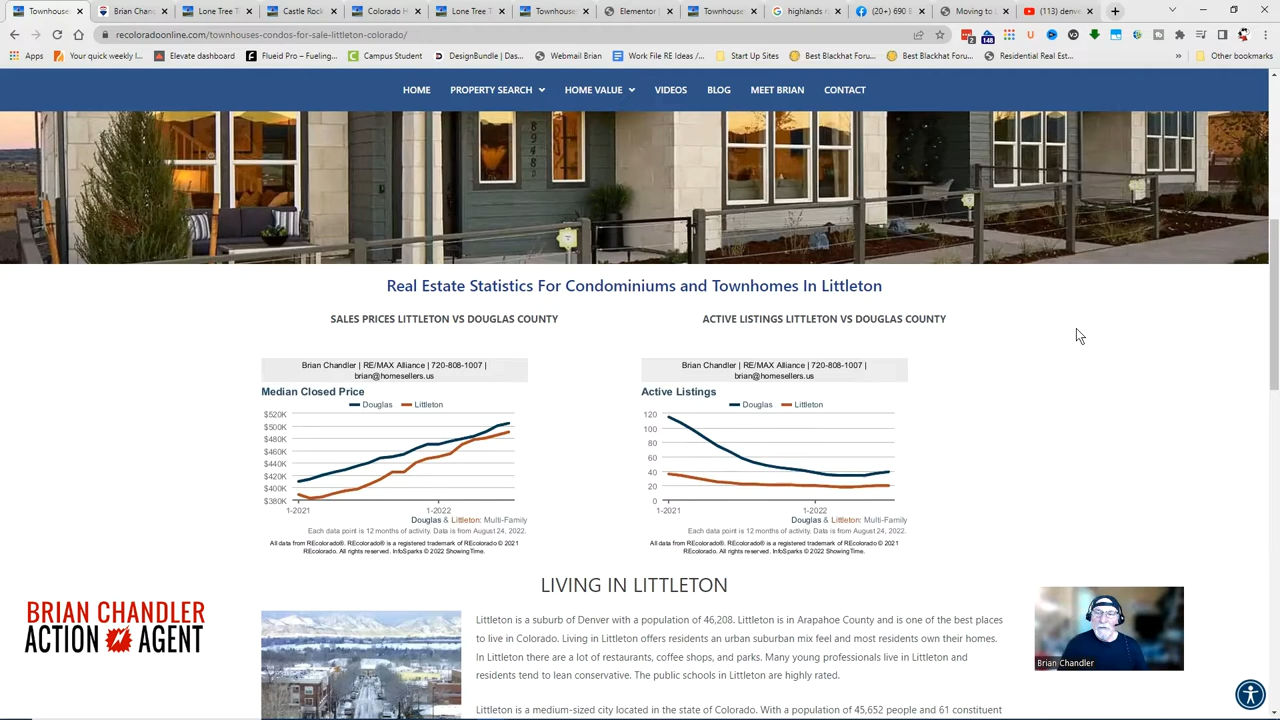 Townhouses
Townhouse
Townhouse
Townhouse
Elementor
Brighlands
(20+) 690
Moving to
(113) downs
recoloradonow.com/townhouses-condos-for-sale-littleton-colorado/
Apps
Your quick weekly l...
Elevate dashboard
Flueid Pro – Fueling...
Campus Student
DesignBundle | Det...
Webmail Brian
Work File RE Ideas /...
Start Up Sites
Best Blackhat Foru...
Best Blackhat Foru...
Residential Real Est...
Other bookmarks
HOME
PROPERTY SEARCH
HOME VALUE
VIDEOS
BLOG
MEET BRIAN
CONTACT
8948
Real Estate Statistics For Condominiums and Townhomes In Littleton
SALES PRICES LITTLETON VS DOUGLAS COUNTY
Brian Chandler | RE/MAX Alliance | 720-808-1007 |
brian@homesellers.us
Median Closed Price
Douglas Littleton
$520K
$500K
$480K
$460K
$440K
$420K
$400K
$380K
1-2021 1-2022
Douglas & Littleton: Multi-Family
Each data point is 12 months of activity. Data is from August 24, 2022.
All data from REcolorado®. REcolorado® is a registered trademark of REcolorado © 2021
REcolorado. All rights reserved. InfoSparks © 2022 ShowingTime.
ACTIVE LISTINGS LITTLETON VS DOUGLAS COUNTY
Brian Chandler | RE/MAX Alliance | 720-808-1007 |
brian@homesellers.us
Active Listings
Douglas Littleton
120
100
80
60
40
20
0
1-2021 1-2022
Douglas & Littleton: Multi-Family
Each data point is 12 months of activity. Data is from August 24, 2022.
All data from REcolorado®. REcolorado® is a registered trademark of REcolorado © 2021
REcolorado. All rights reserved. InfoSparks © 2022 ShowingTime.
LIVING IN LITTLETON
Littleton is a suburb of Denver with a population of 46,208. Littleton is in Arapahoe County and is one of the best places
to live in Colorado. Living in Littleton offers residents an urban suburban mix feel and most residents own their homes.
In Littleton there are a lot of restaurants, coffee shops, and parks. Many young professionals live in Littleton and
residents tend to lean conservative. The public schools in Littleton are highly rated.
Littleton is a medium-sized city located in the state of Colorado. With a population of 45,652 people and 61 constituent
BRIAN CHANDLER
ACTION AGENT
Brian Chandler